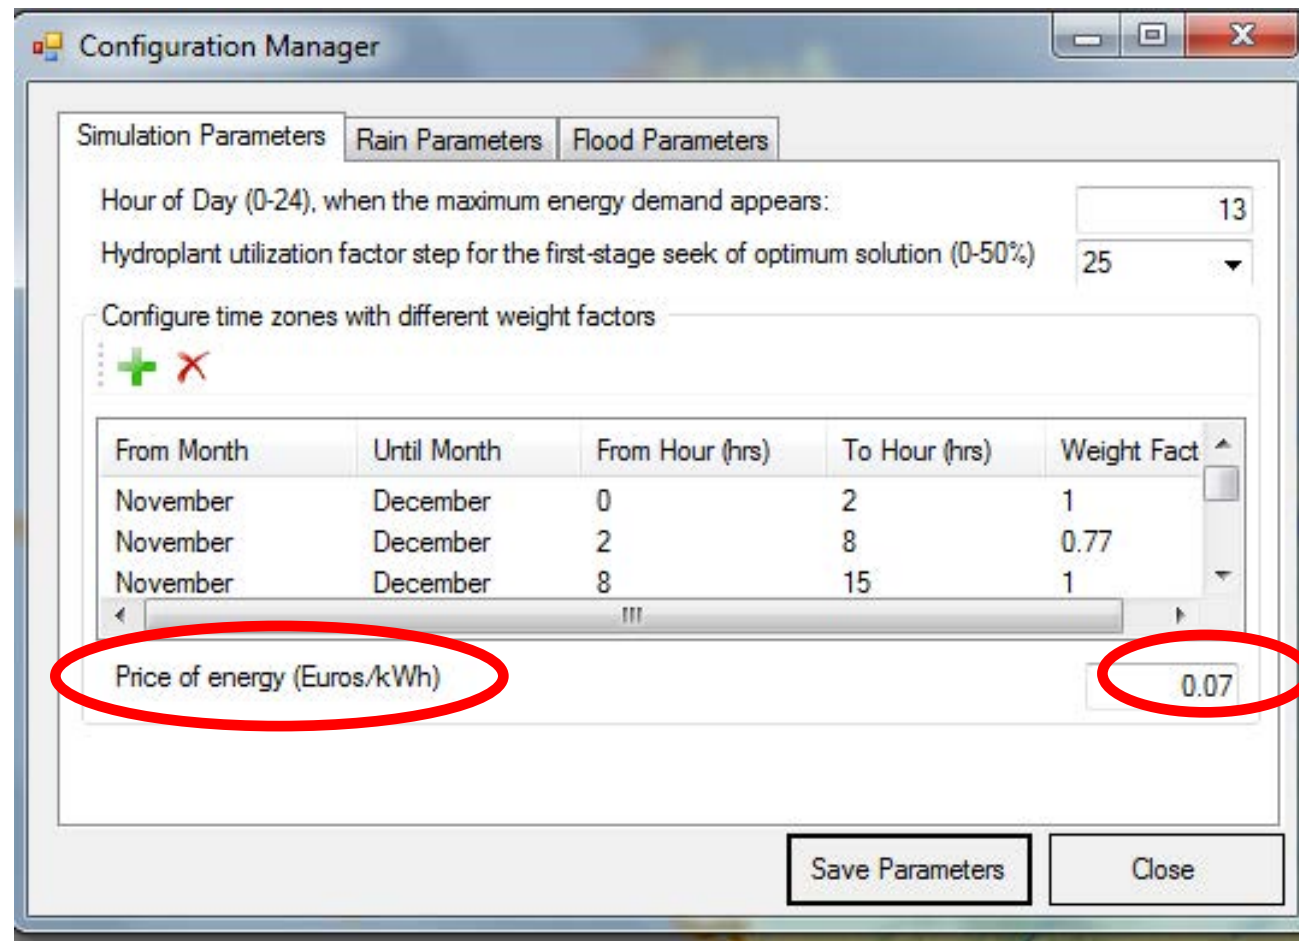 Configuration Manager
Simulation Parameters Rain Parameters Flood Parameters
Hour of Day (0-24), when the maximum energy demand appears: 13
Hydroplant utilization factor step for the first-stage seek of optimum solution (0-50%) 25
Configure time zones with different weight factors
From Month Until Month From Hour (hrs) To Hour (hrs) Weight Fact
November December 0 2 1
November December 2 8 0.77
November December 8 15 1
Price of energy (Euros/kWh) 0.07
Save Parameters Close